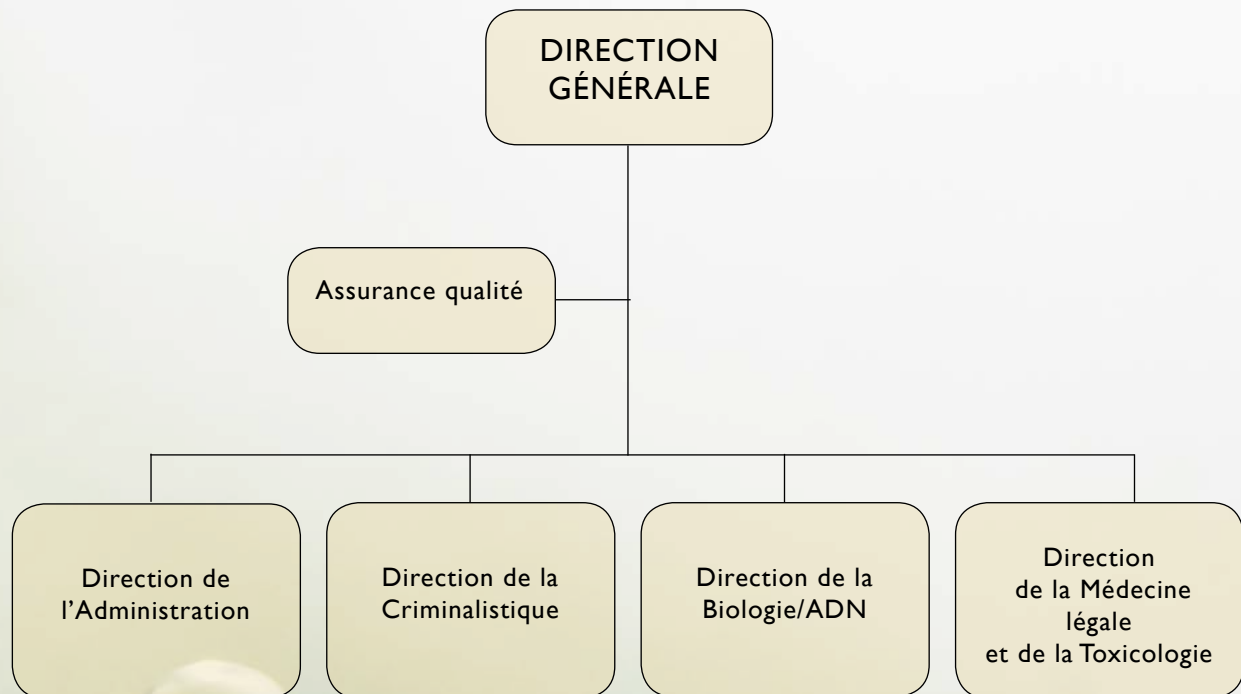 DIRECTION
GÉNÉRALE
Assurance qualité
Direction de
l’Administration
Direction de la
Criminalistique
Direction de la
Biologie/ADN
Direction
de la Médecine
légale
et de la Toxicologie